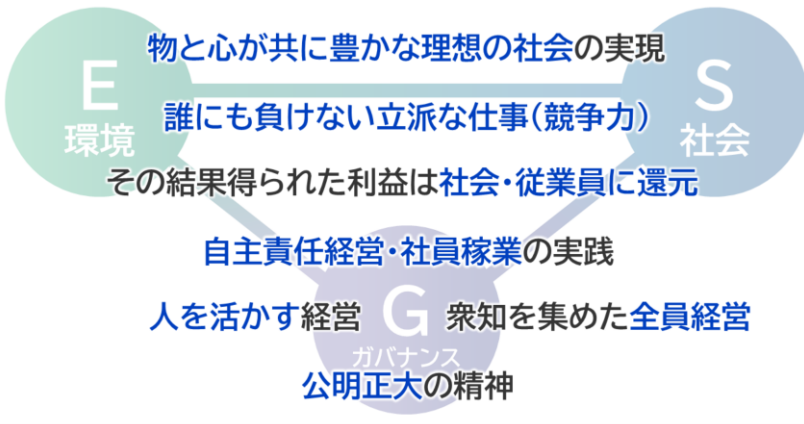 物と心が共に豊かな理想の社会の実現
E
環境
S
社会
誰にも負けない立派な仕事(競争力)
その結果得られた利益は社会・従業員に還元
自主責任経営・社員稼業の実践
人を活かす経営 衆知を集めた全員経営
G
ガバナンス
公明正大の精神